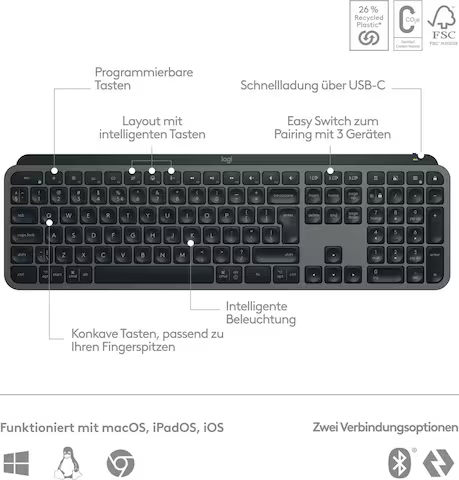 26 %
Recycled
Plastic*
CO₂e
FSC
Programmierbare
Tasten
Schnellladung über USB-C
Layout mit
intelligenten Tasten
Easy Switch zum
Pairing mit 3 Geräten
logi
Intelligente
Beleuchtung
Konkave Tasten, passend zu
Ihren Fingerspitzen
Funktioniert mit macOS, iPadOS, iOS
Zwei Verbindungsoptionen